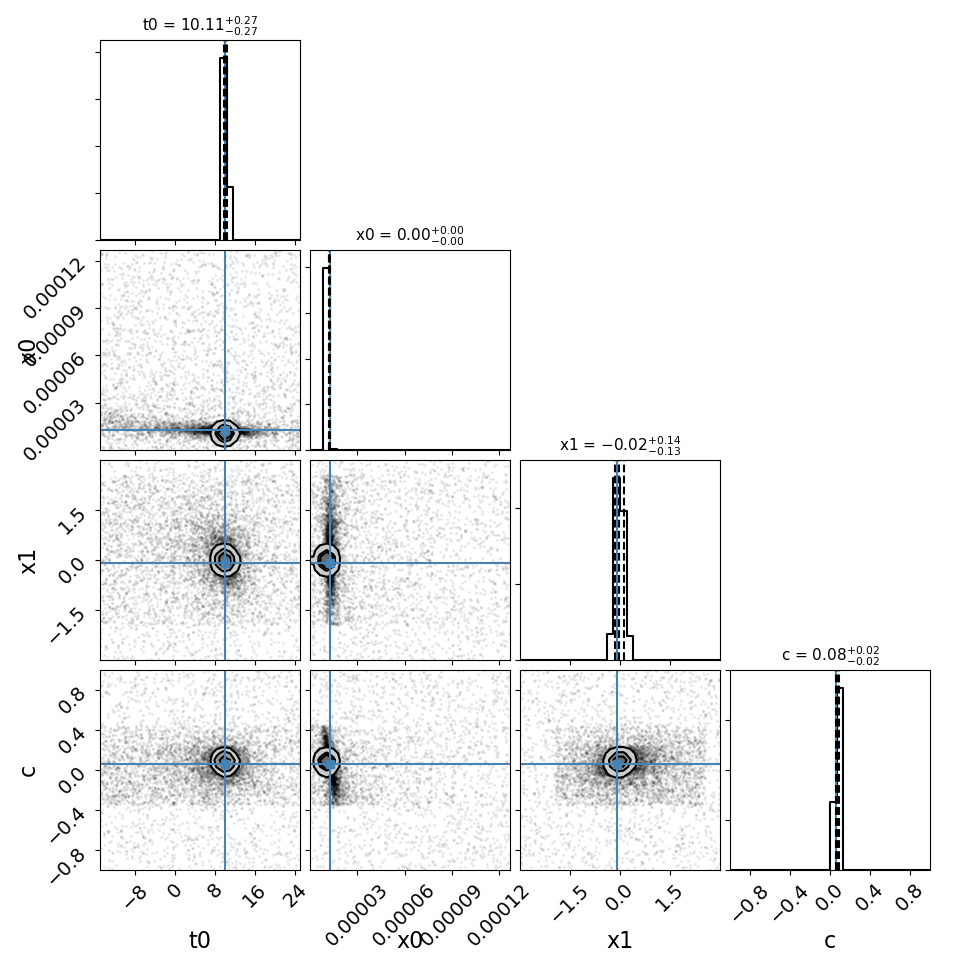 t0 = 10.11+0.27−0.27
x0 = 0.00+0.00−0.00
x0
0.00012
0.00009
0.00006
0.00003
x1 = −0.02+0.14−0.13
x1
1.5
0.0
−1.5
c = 0.08+0.02−0.02
c
0.8
0.4
0.0
−0.4
−0.8
−8 0 8 16 24
0.00003 0.00006 0.00009 0.00012
−1.5 0.0 1.5
−0.8 −0.4 0.0 0.4 0.8
t0 x0 x1 c